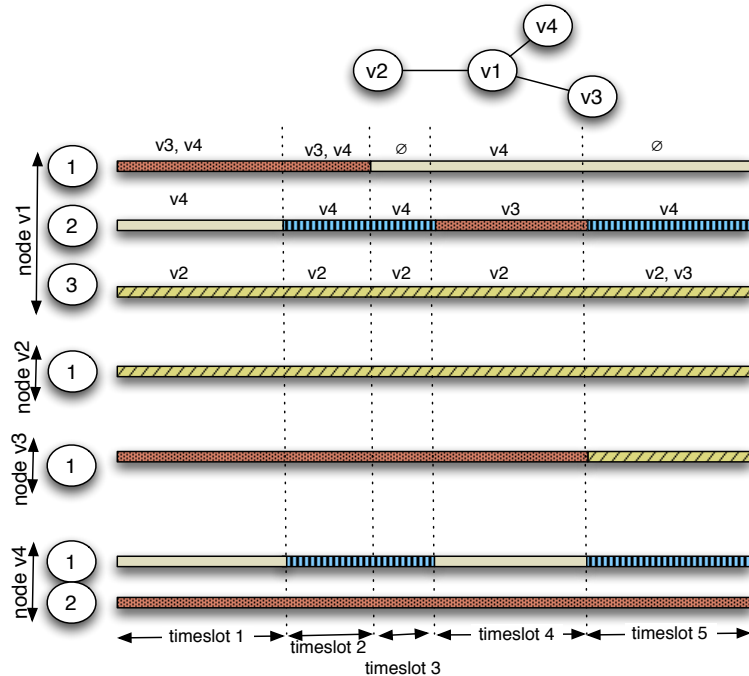 v4
v2
v1
v3
v3, v4 v3, v4 ∅ v4 ∅
1
v4 v4 v4 v3 v4
2
node v1
v2 v2 v2 v2 v2, v3
3
node v2
1
node v3
1
node v4
1
2
timeslot 1 timeslot 2 timeslot 4 timeslot 5
timeslot 3